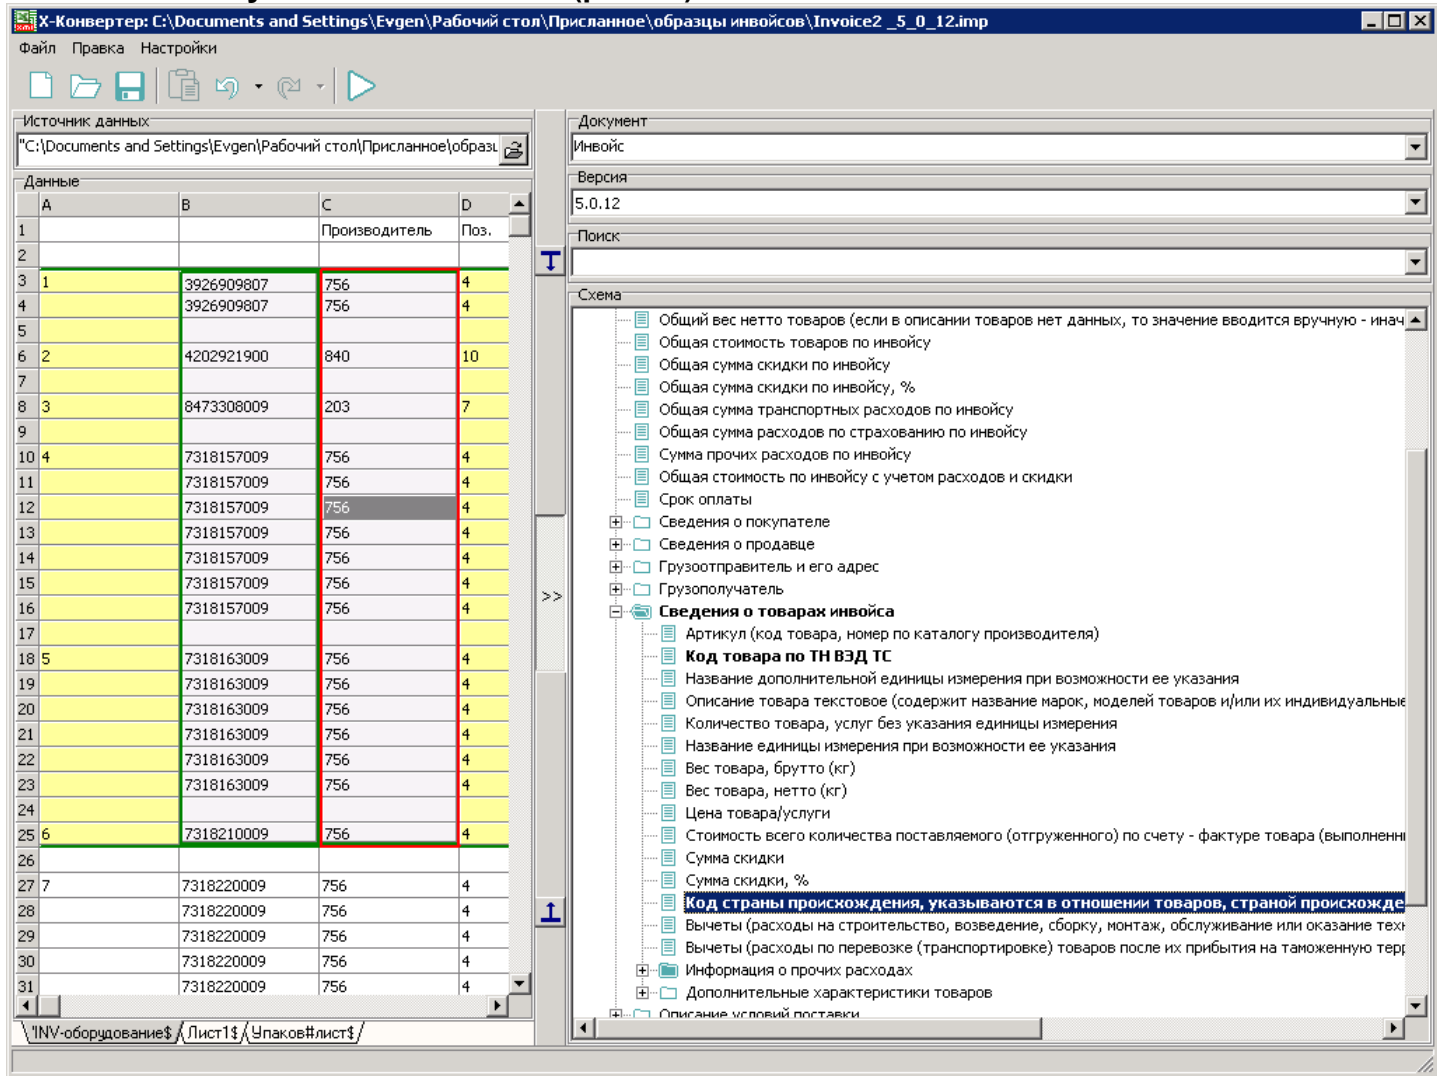 X-Конвертер: C:\Documents and Settings\Evgen\Рабочий стол\Присланное\образцы инвойсов\Invoice2 _5_0_12.imp
Файл Правка Настройки
Источник данных
"C:\Documents and Settings\Evgen\Рабочий стол\Присланное\образц
Данные
A B C D
1 Производитель Поз.
2
3 1 3926909807 756 4
4 3926909807 756 4
5
6 2 4202921900 840 10
7
8 3 8473308009 203 7
9
10 4 7318157009 756 4
11 7318157009 756 4
12 7318157009 756 4
13 7318157009 756 4
14 7318157009 756 4
15 7318157009 756 4
16 7318157009 756 4
17
18 5 7318163009 756 4
19 7318163009 756 4
20 7318163009 756 4
21 7318163009 756 4
22 7318163009 756 4
23 7318163009 756 4
24
25 6 7318210009 756 4
26
27 7 7318220009 756 4
28 7318220009 756 4
29 7318220009 756 4
30 7318220009 756 4
31 7318220009 756 4
'INV-оборудование$ Лист1$ Упаков#лист$
>>
Документ
Инвойс
Версия
5.0.12
Поиск
Схема
Общий вес нетто товаров (если в описании товаров нет данных, то значение вводится вручную - инач
Общая стоимость товаров по инвойсу
Общая сумма скидки по инвойсу
Общая сумма скидки по инвойсу, %
Общая сумма транспортных расходов по инвойсу
Общая сумма расходов по страхованию по инвойсу
Сумма прочих расходов по инвойсу
Общая стоимость по инвойсу с учетом расходов и скидки
Срок оплаты
Сведения о покупателе
Сведения о продавце
Грузоотправитель и его адрес
Грузополучатель
Сведения о товарах инвойса
Артикул (код товара, номер по каталогу производителя)
Код товара по ТН ВЭД ТС
Название дополнительной единицы измерения при возможности ее указания
Описание товара текстовое (содержит название марок, моделей товаров и/или их индивидуальные
Количество товара, услуг без указания единицы измерения
Название единицы измерения при возможности ее указания
Вес товара, брутто (кг)
Вес товара, нетто (кг)
Цена товара/услуги
Стоимость всего количества поставляемого (отгруженного) по счету - фактуре товара (выполненн
Сумма скидки
Сумма скидки, %
Код страны происхождения, указываются в отношении товаров, страной происхожде
Вычеты (расходы на строительство, возведение, сборку, монтаж, обслуживание или оказание техн
Вычеты (расходы по перевозке (транспортировке) товаров после их прибытия на таможенную терр
Информация о прочих расходах
Дополнительные характеристики товаров
Описание условий поставки